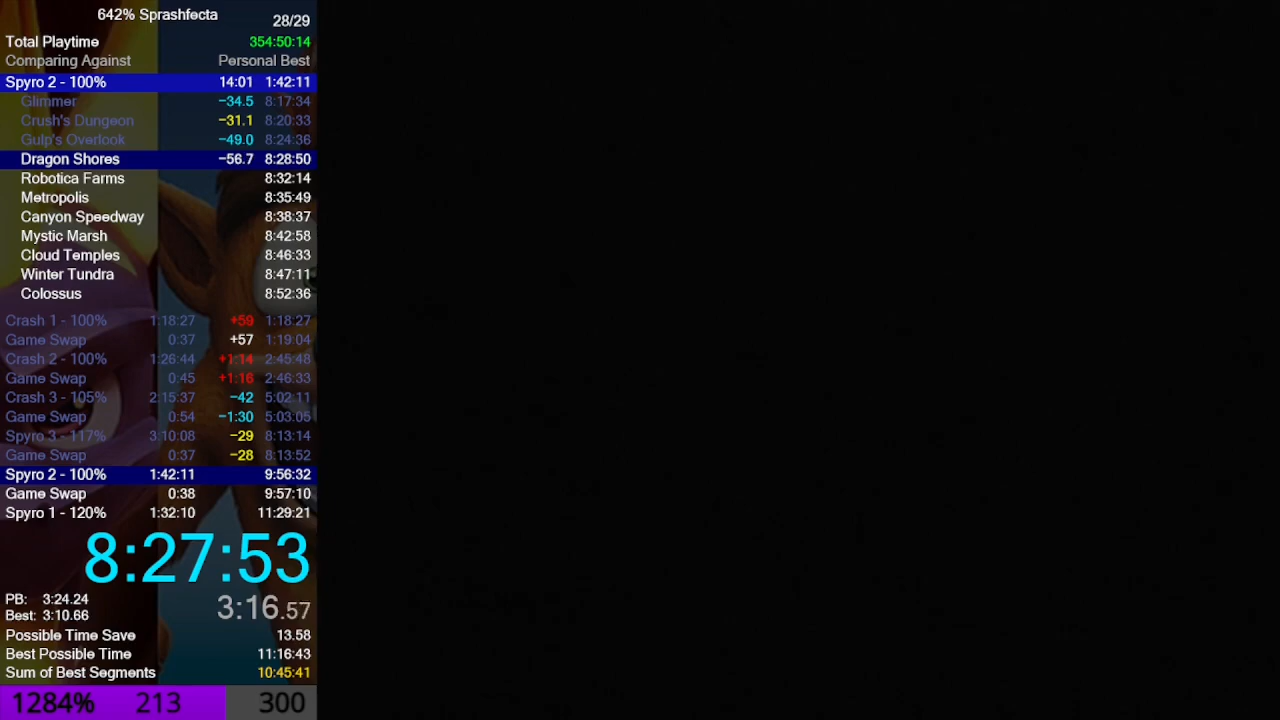 642% Sprashfecta
28/29
Total Playtime 354:50:14
Comparing Against Personal Best
Spyro 2 - 100% 14:01 1:42:11
Glimmer −34.5 8:17:34
Crush's Dungeon −31.1 8:20:33
Gulp's Overlook −49.0 8:24:36
Dragon Shores −56.7 8:28:50
Robotica Farms 8:32:14
Metropolis 8:35:49
Canyon Speedway 8:38:37
Mystic Marsh 8:42:58
Cloud Temples 8:46:33
Winter Tundra 8:47:11
Colossus 8:52:36
Crash 1 - 100% 1:18:27 +59 1:18:27
Game Swap 0:37 +57 1:19:04
Crash 2 - 100% 1:26:44 +1:14 2:45:48
Game Swap 0:45 +1:16 2:46:33
Crash 3 - 105% 2:15:37 −42 5:02:11
Game Swap 0:54 −1:30 5:03:05
Spyro 3 - 117% 3:10:08 −29 8:13:14
Game Swap 0:37 −28 8:13:52
Spyro 2 - 100% 1:42:11 9:56:32
Game Swap 0:38 9:57:10
Spyro 1 - 120% 1:32:10 11:29:21
8:27:53
PB: 3:24.24
Best: 3:10.66
3:16.57
Possible Time Save 13.58
Best Possible Time 11:16:43
Sum of Best Segments 10:45:41
1284% 213 300